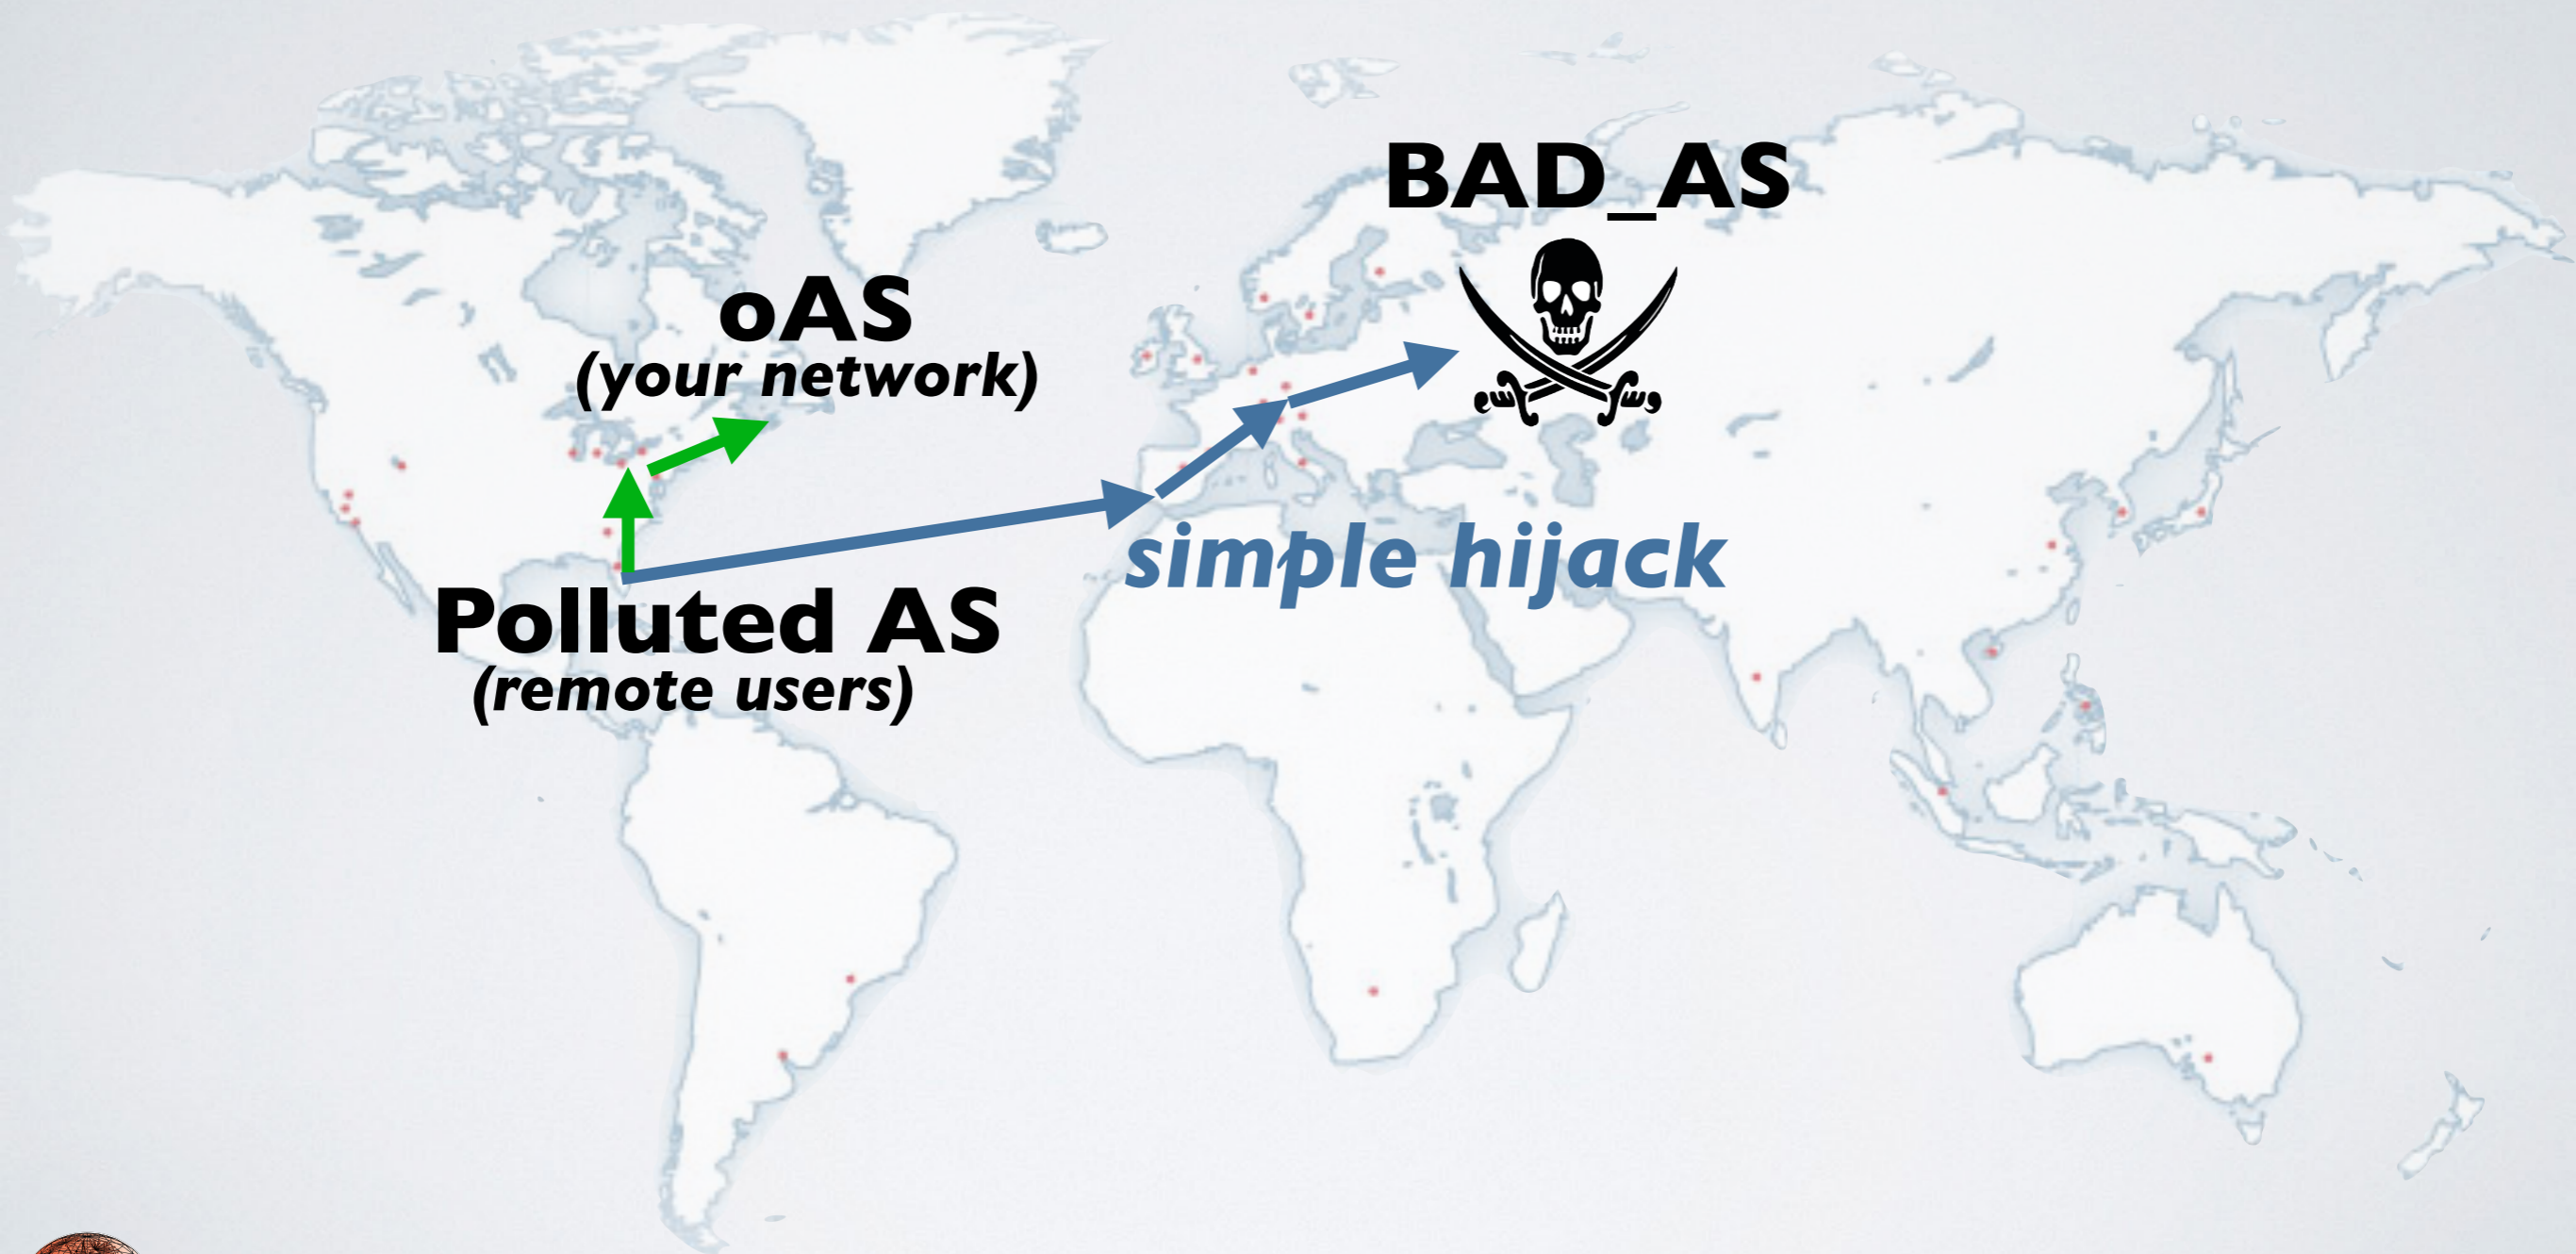 BAD_AS
oAS
(your network)
simple hijack
Polluted AS
(remote users)